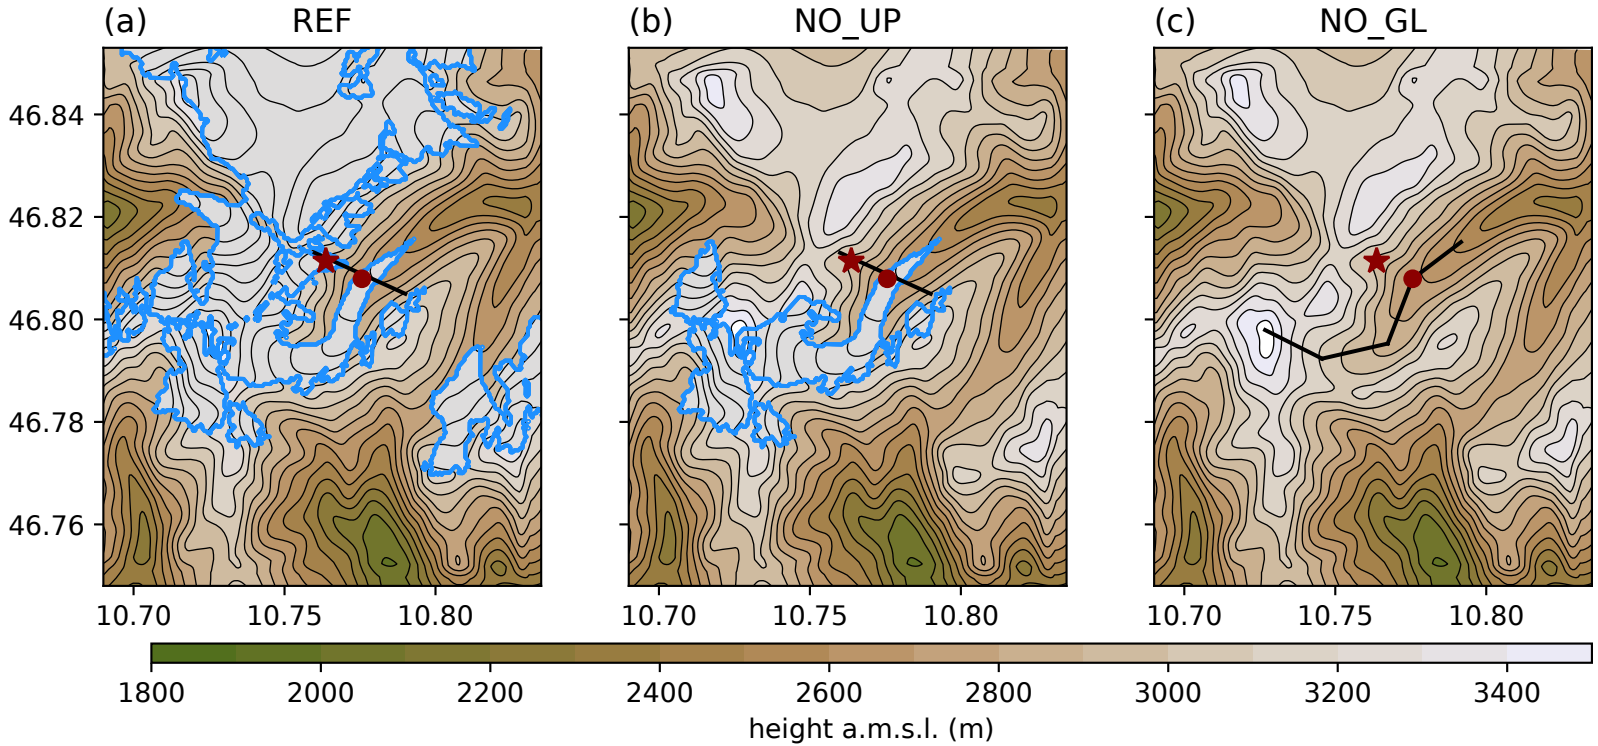 (a) REF
(b) NO_UP
(c) NO_GL
46.84
46.82
46.80
46.78
46.76
10.70 10.75 10.80
10.70 10.75 10.80
10.70 10.75 10.80
1800 2000 2200 2400 2600 2800 3000 3200 3400
height a.m.s.l. (m)